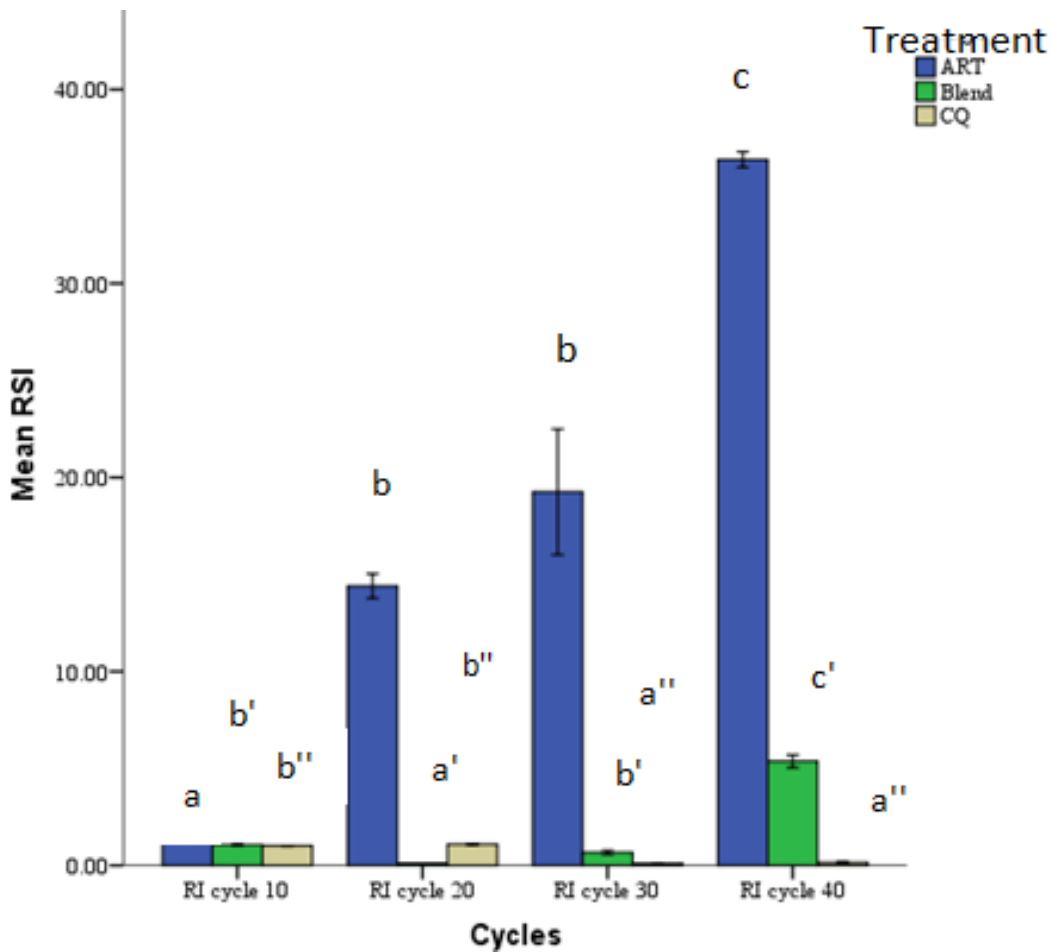 Treatment
ART
Blend
CQ
40.00
30.00
20.00
10.00
0.00
Mean RSI
a
b'
b''
b
a'
b''
b
b'
a''
c
c'
a''
RI cycle 10
RI cycle 20
RI cycle 30
RI cycle 40
Cycles